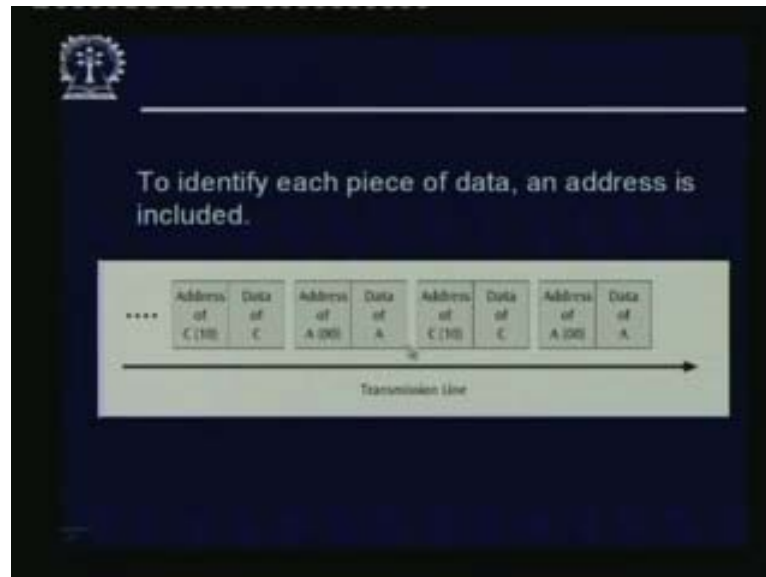 To identify each piece of data, an address is
included.
.... Address Data Address Data Address Data Address Data
of of of of of of of of
C (10) C A (00) A C (10) C A (00) A
Transmission Line